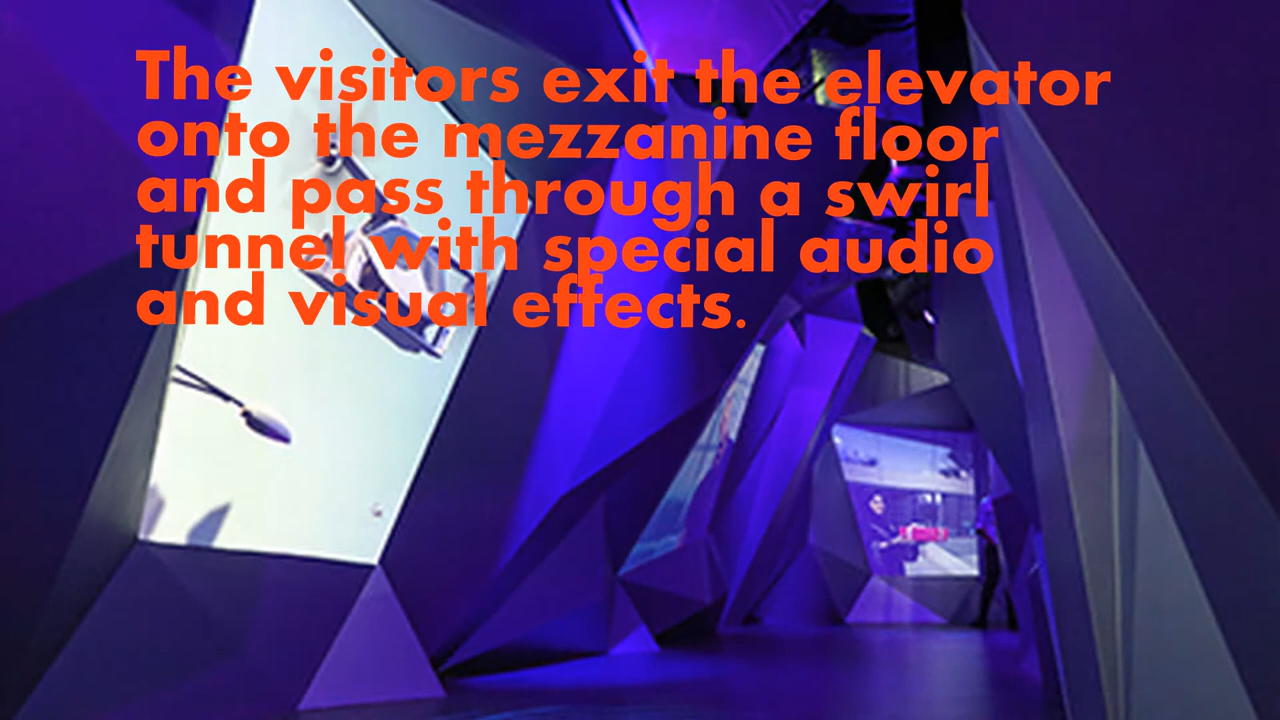 The visitors exit the elevator
onto the mezzanine floor
and pass through a swirl
tunnel with special audio
and visual effects.